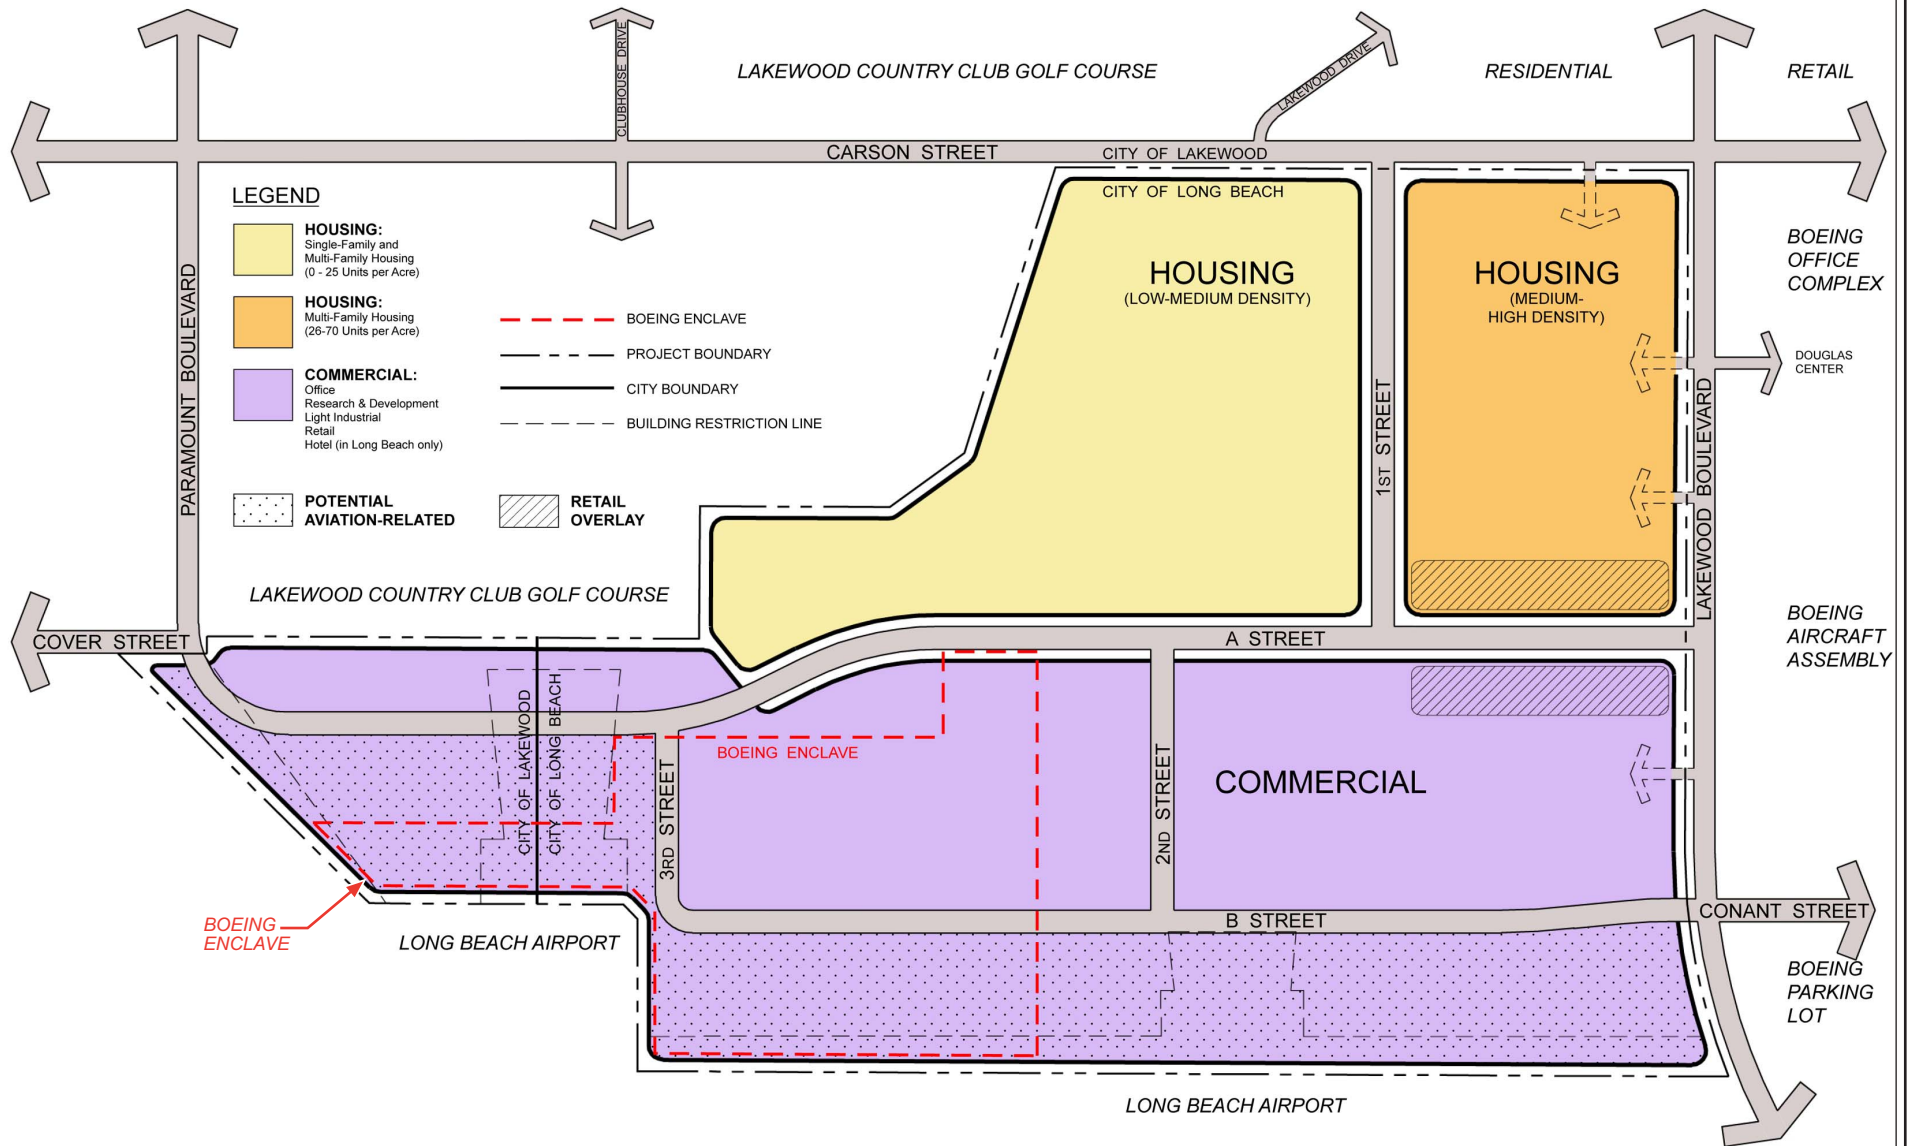 CLUBHOUSE DRIVE
LAKEWOOD COUNTRY CLUB GOLF COURSE
LAKEWOOD DRIVE
RESIDENTIAL
RETAIL
CARSON STREET
CITY OF LAKEWOOD
CITY OF LONG BEACH
LEGEND
HOUSING:
Single-Family and
Multi-Family Housing
(0 - 25 Units per Acre)
HOUSING:
Multi-Family Housing
(26-70 Units per Acre)
COMMERCIAL:
Office
Research & Development
Light Industrial
Retail
Hotel (in Long Beach only)
POTENTIAL
AVIATION-RELATED
BOEING ENCLAVE
PROJECT BOUNDARY
CITY BOUNDARY
BUILDING RESTRICTION LINE
RETAIL
OVERLAY
PARAMOUNT BOULEVARD
HOUSING
(LOW-MEDIUM DENSITY)
1ST STREET
HOUSING
(MEDIUM-
HIGH DENSITY)
LAKEWOOD BOULEVARD
BOEING
OFFICE
COMPLEX
DOUGLAS
CENTER
LAKEWOOD COUNTRY CLUB GOLF COURSE
COVER STREET
A STREET
BOEING
AIRCRAFT
ASSEMBLY
CITY OF LAKEWOOD
CITY OF LONG BEACH
BOEING ENCLAVE
3RD STREET
2ND STREET
COMMERCIAL
BOEING
ENCLAVE
LONG BEACH AIRPORT
B STREET
CONANT STREET
BOEING
PARKING
LOT
LONG BEACH AIRPORT